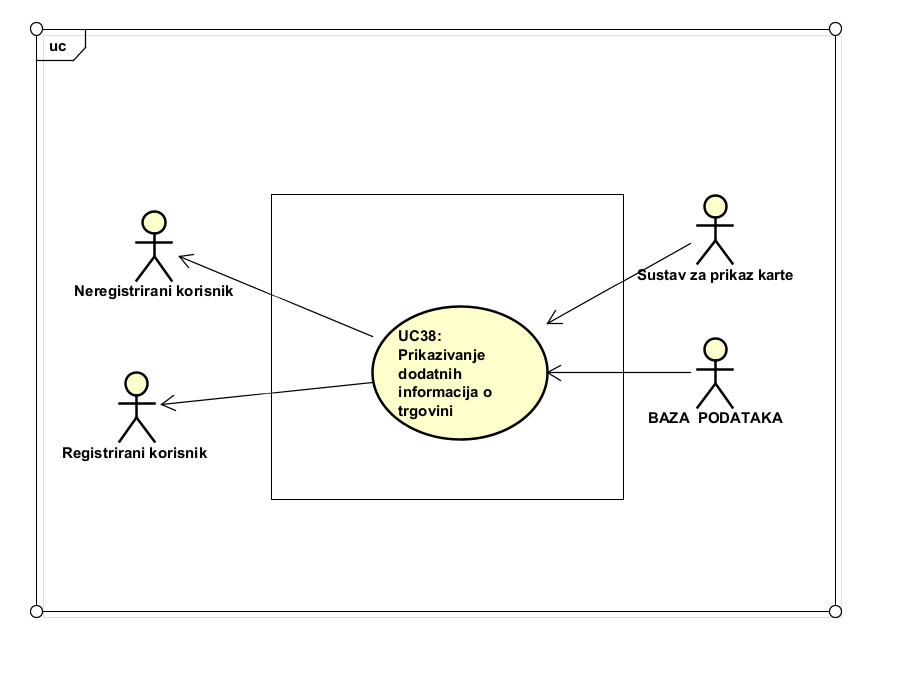 uc
Neregistrirani korisnik
Registrirani korisnik
UC38:
Prikazivanje
dodatnih
informacija o
trgovini
Sustav za prikaz karte
BAZA  PODATAKA